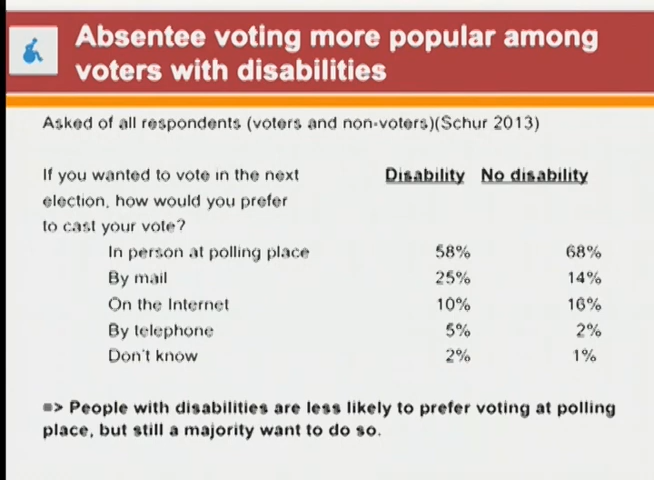 Absentee voting more popular among
voters with disabilities
Asked of all respondents (voters and non-voters)(Schur 2013)
If you wanted to vote in the next Disability No disability
election, how would you prefer
to cast your vote?
In person at polling place 58% 68%
By mail 25% 14%
On the Internet 10% 16%
By telephone 5% 2%
Don't know 2% 1%
=> People with disabilities are less likely to prefer voting at polling
place, but still a majority want to do so.